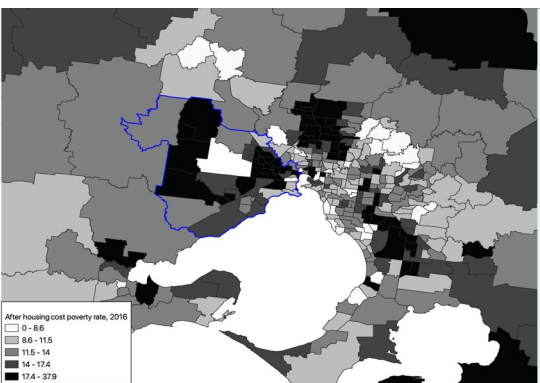 After housing cost poverty rate, 2016
0 - 8.6
8.6 - 11.5
11.5 - 14
14 - 17.4
17.4 - 37.9